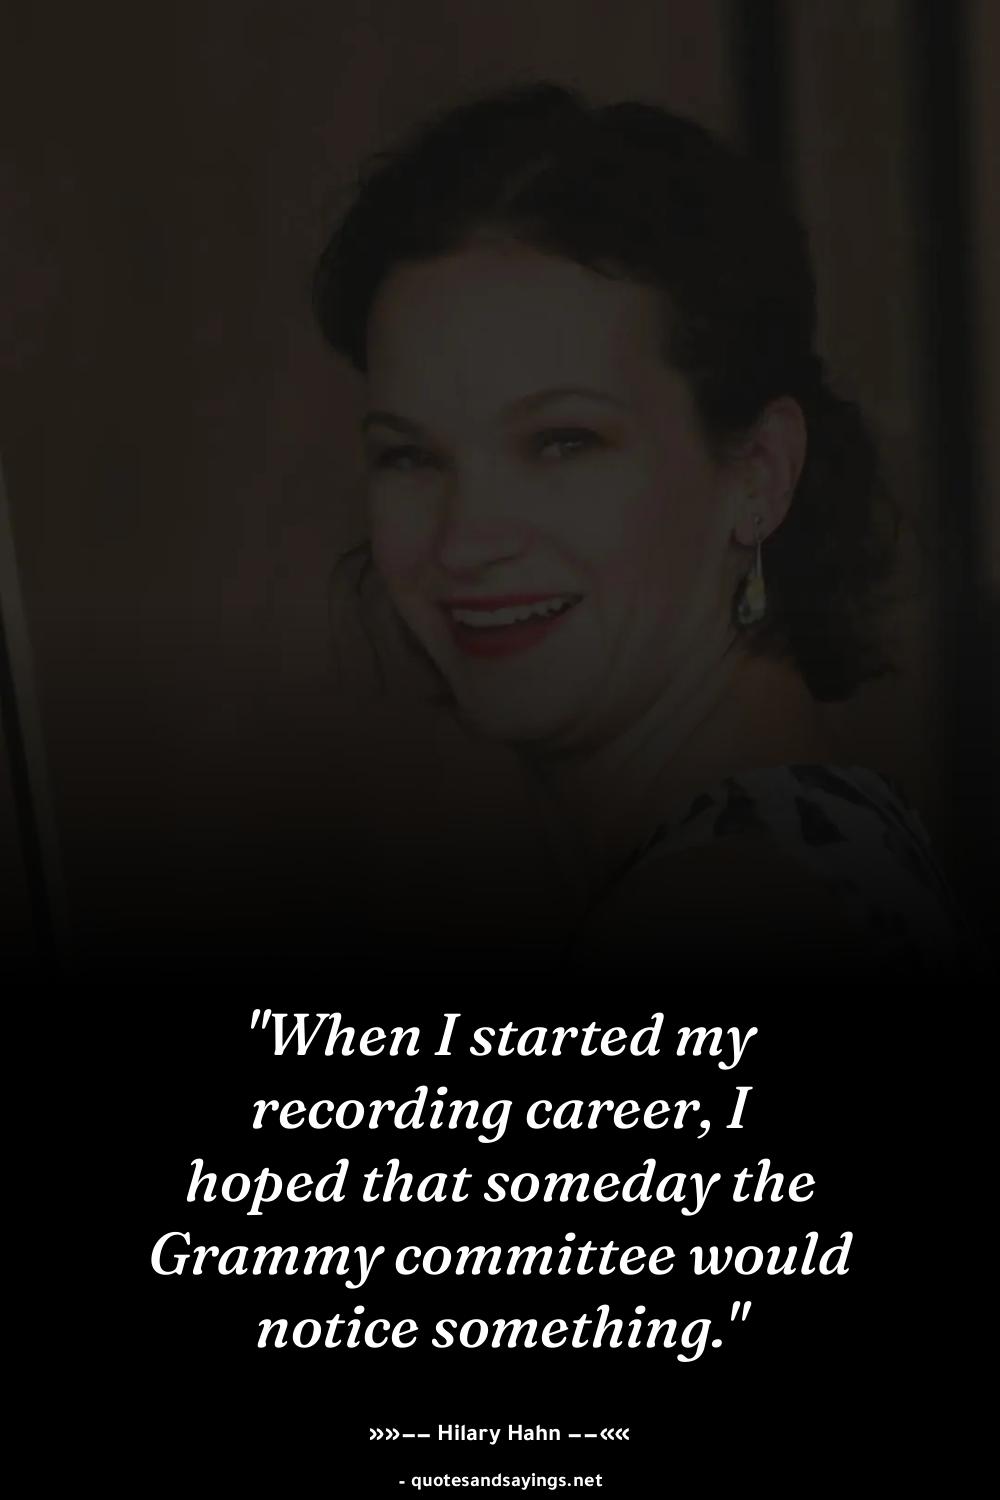 "When I started my
recording career, I
hoped that someday the
Grammy committee would
notice something."
»»–– Hilary Hahn ––««
- quotesandsayings.net